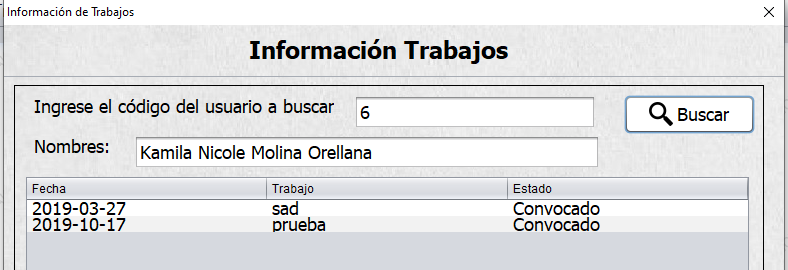 Información de Trabajos
Información Trabajos
Ingrese el código del usuario a buscar 6 Buscar
Nombres: Kamila Nicole Molina Orellana
Fecha Trabajo Estado
2019-03-27 sad Convocado
2019-10-17 prueba Convocado